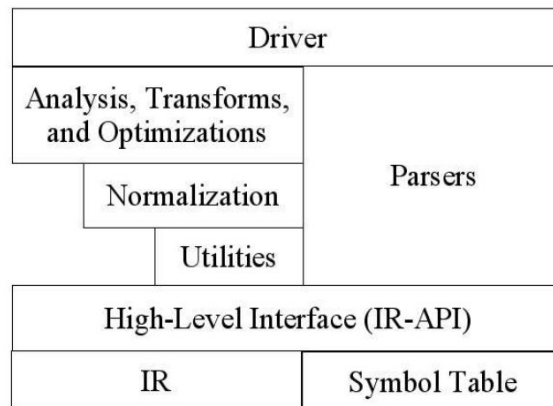 Driver
Analysis, Transforms,
and Optimizations
Parsers
Normalization
Utilities
High-Level Interface (IR-API)
IR
Symbol Table